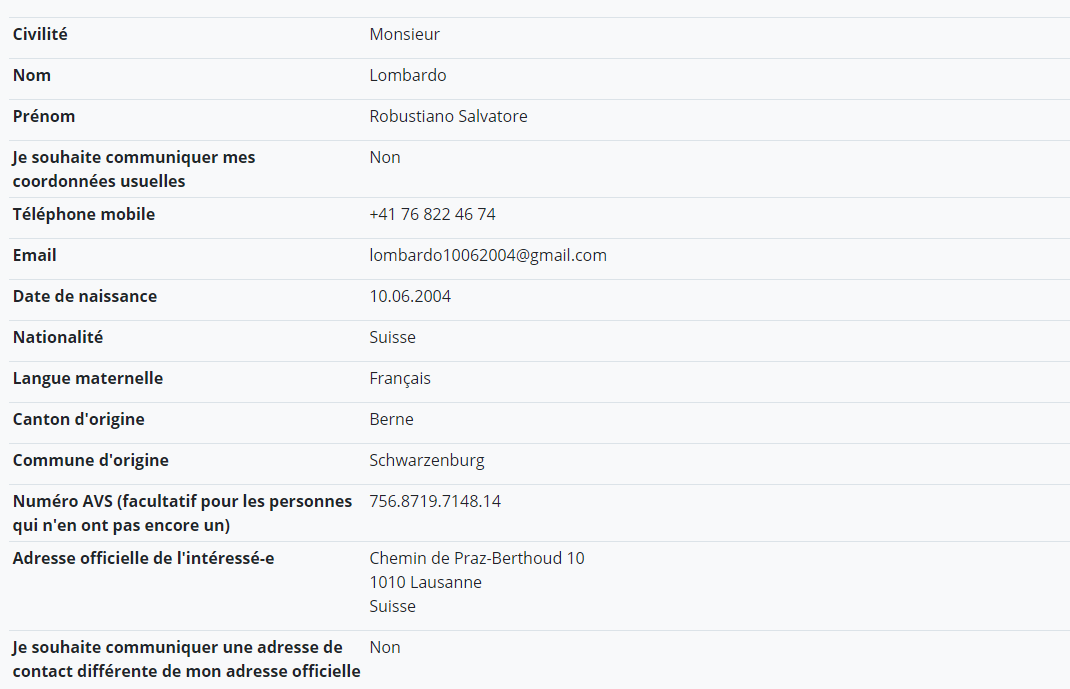 Civilité Monsieur
Nom Lombardo
Prénom Robustiano Salvatore
Je souhaite communiquer mes Non
coordonnées usuelles
Téléphone mobile +41 76 822 46 74
Email lombardo10062004@gmail.com
Date de naissance 10.06.2004
Nationalité Suisse
Langue maternelle Français
Canton d'origine Berne
Commune d'origine Schwarzenburg
Numéro AVS (facultatif pour les personnes 756.8719.7148.14
qui n'en ont pas encore un)
Adresse officielle de l'intéressé-e Chemin de Praz-Berthoud 10
1010 Lausanne
Suisse
Je souhaite communiquer une adresse de Non
contact différente de mon adresse officielle